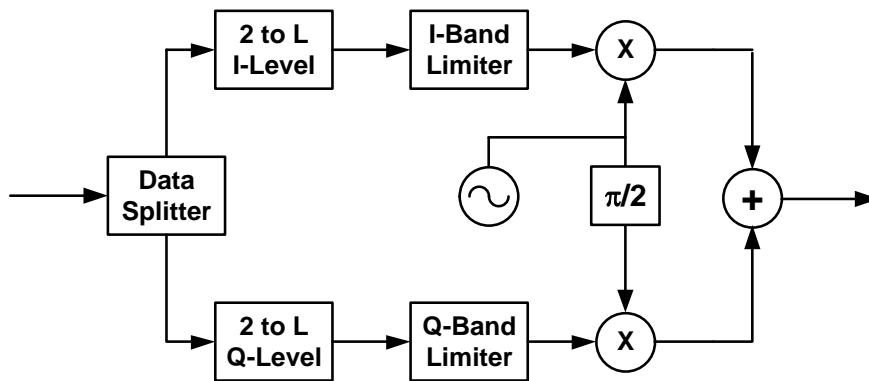 2 to L
I-Level
I-Band
Limiter
X
Data
Splitter
π/2
+
2 to L
Q-Level
Q-Band
Limiter
X